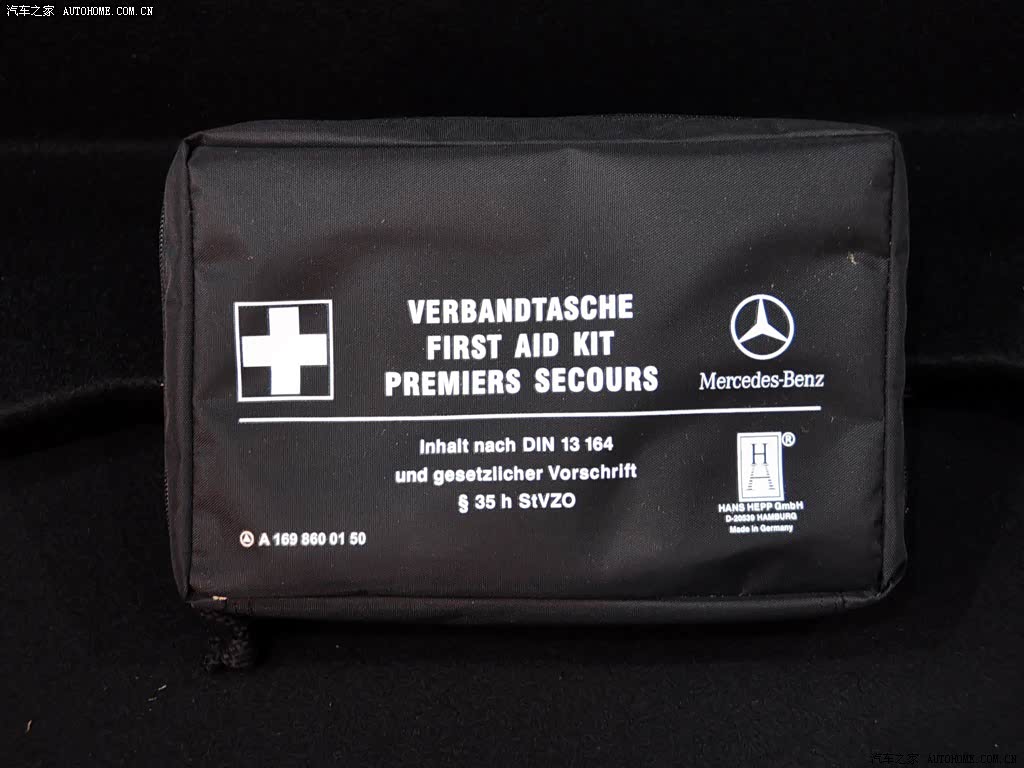 汽车之家 AUTOHOME.COM.CN
VERBANDTASCHE
FIRST AID KIT
PREMIERS SECOURS
Mercedes-Benz
Inhalt nach DIN 13 164
und gesetzlicher Vorschrift
§ 35 h StVZO
H
A
®
HANS HEPP GmbH
D-20539 HAMBURG
Made in Germany
A 169 860 01 50
汽车之家 AUTOHOME.COM.CN